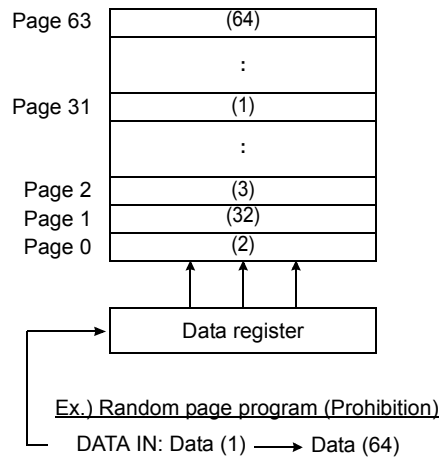 Page 63 (64)
:
Page 31 (1)
:
Page 2 (3)
Page 1 (32)
Page 0 (2)
Data register
Ex.) Random page program (Prohibition)
DATA IN: Data (1) → Data (64)